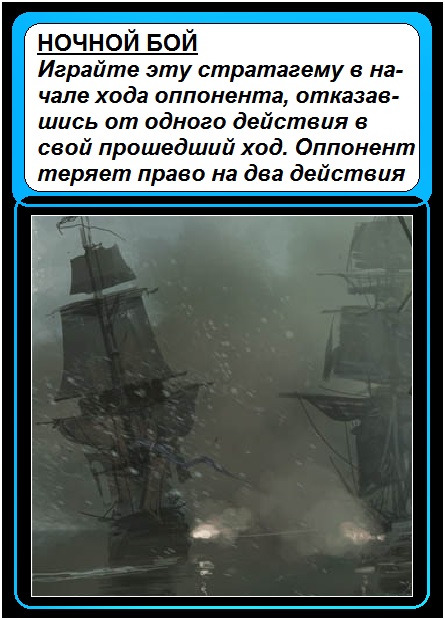 НОЧНОЙ БОЙ
Играйте эту стратагему в на-
чале хода оппонента, отказав-
шись от одного действия в
свой прошедший ход. Оппонент
теряет право на два действия